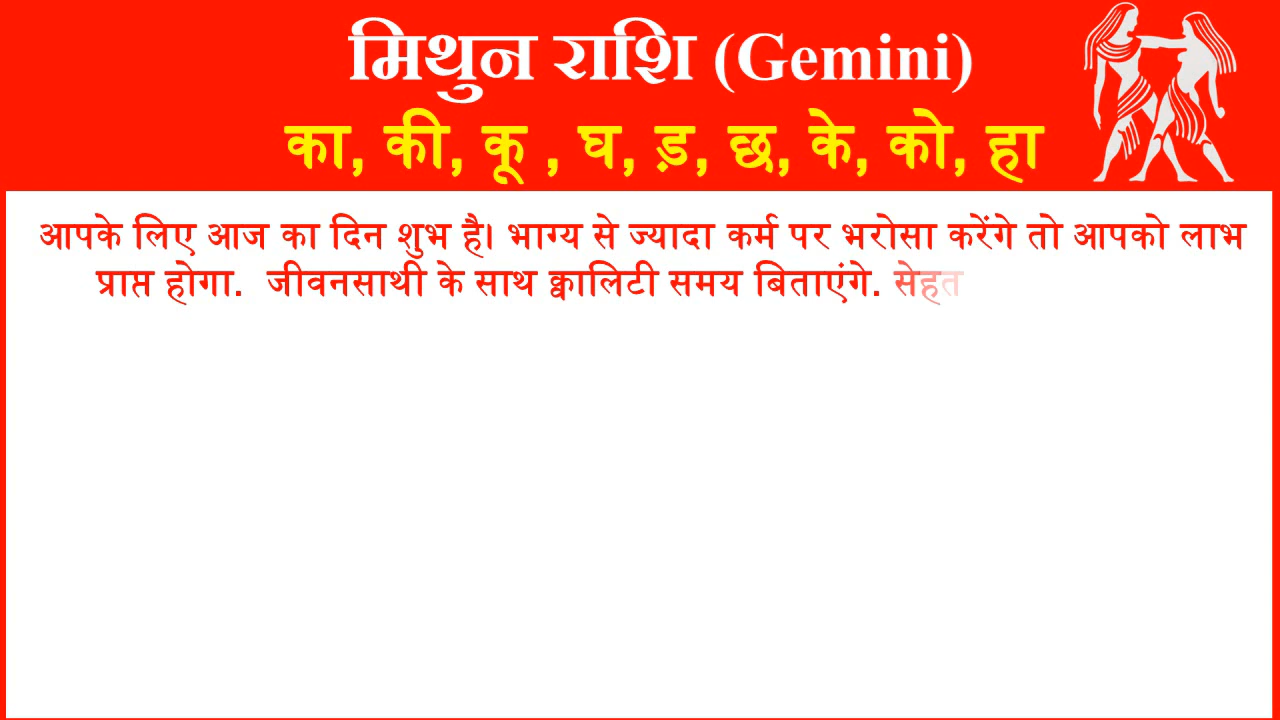 मिथुन राशि (Gemini)
का, की, कू , घ, ड़, छ, के, को, हा
आपके लिए आज का दिन शुभ है। भाग्य से ज्यादा कर्म पर भरोसा करेंगे तो आपको लाभ
प्राप्त होगा. जीवनसाथी के साथ क्वालिटी समय बिताएंगे. सेहत